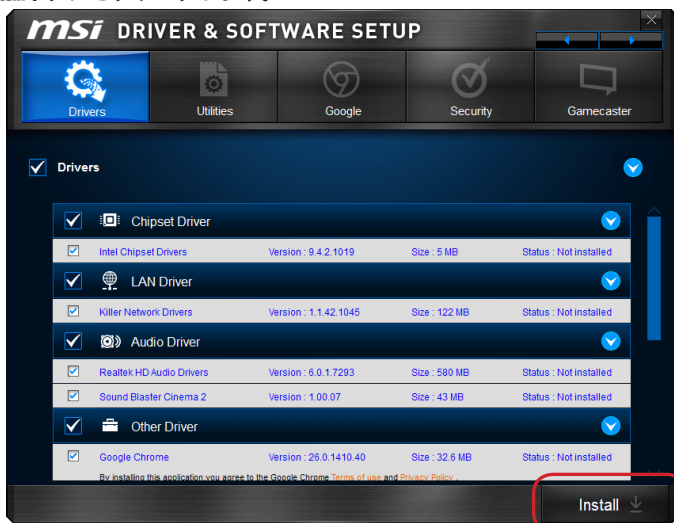 msi DRIVER & SOFTWARE SETUP
Drivers Utilities Google Security Gamecaster
Drivers
Chipset Driver
Intel Chipset Drivers Version : 9.4.2.1019 Size : 5 MB Status : Not installed
LAN Driver
Killer Network Drivers Version : 1.1.42.1045 Size : 122 MB Status : Not installed
Audio Driver
Realtek HD Audio Drivers Version : 6.0.1.7293 Size : 580 MB Status : Not installed
Sound Blaster Cinema 2 Version : 1.00.07 Size : 43 MB Status : Not installed
Other Driver
Google Chrome Version : 26.0.1410.40 Size : 32.6 MB Status : Not installed
By installing this application,you agree to the Google Chrome Terms of use and Privacy Policy .
Install